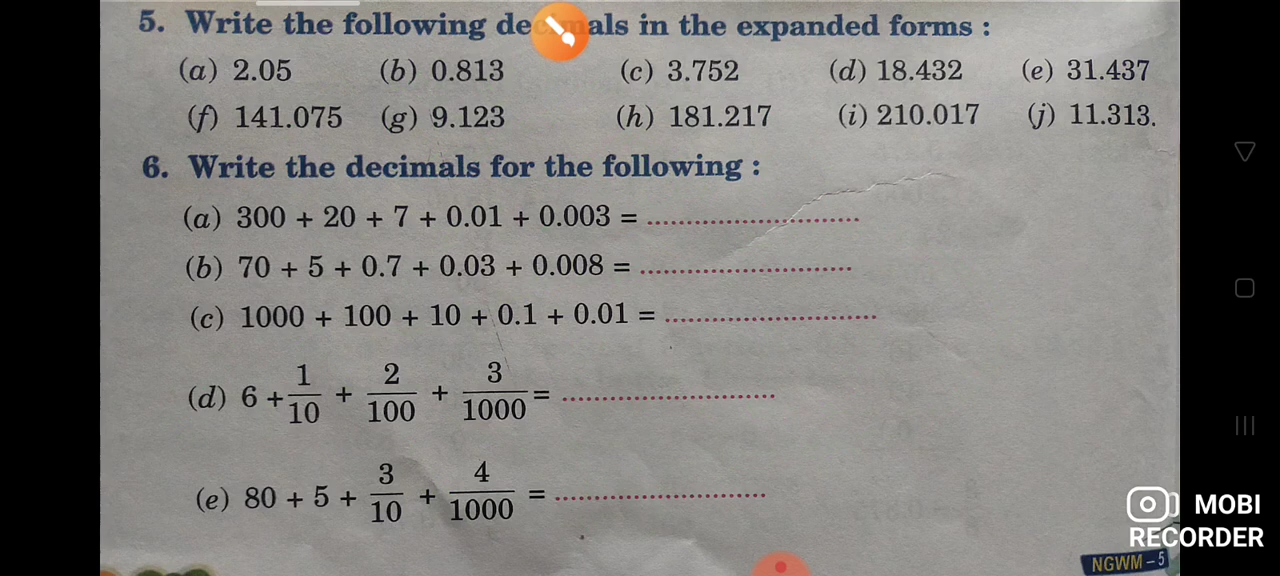 5. Write the following de als in the expanded forms :
(a) 2.05 (b) 0.813 (c) 3.752 (d) 18.432 (e) 31.437
(f) 141.075 (g) 9.123 (h) 181.217 (i) 210.017 (j) 11.313.
6. Write the decimals for the following :
(a) 300 + 20 + 7 + 0.01 + 0.003 = ..........................
(b) 70 + 5 + 0.7 + 0.03 + 0.008 = ..........................
(c) 1000 + 100 + 10 + 0.1 + 0.01 = ..........................
(d) 6 + 1/10 + 2/100 + 3/1000 = ..........................
(e) 80 + 5 + 3/10 + 4/1000 = ..........................
MOBI
RECORDER
NGWM – 5